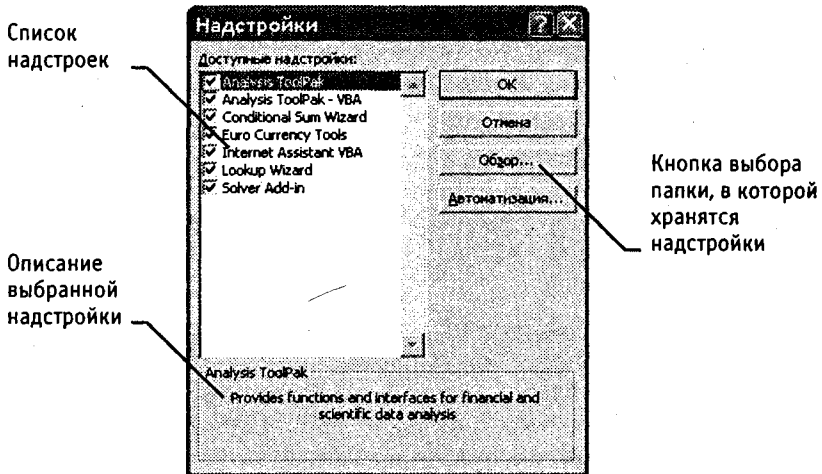 Список
надстроек
Надстройки
Доступные надстройки:
Analysis ToolPak
Analysis ToolPak - VBA
Conditional Sum Wizard
Euro Currency Tools
Internet Assistant VBA
Lookup Wizard
Solver Add-in
OK
Отмена
Обзор...
Автоматизация...
Кнопка выбора
папки, в которой
хранятся
надстройки
Описание
выбранной
надстройки
Analysis ToolPak
Provides functions and interfaces for financial and
scientific data analysis